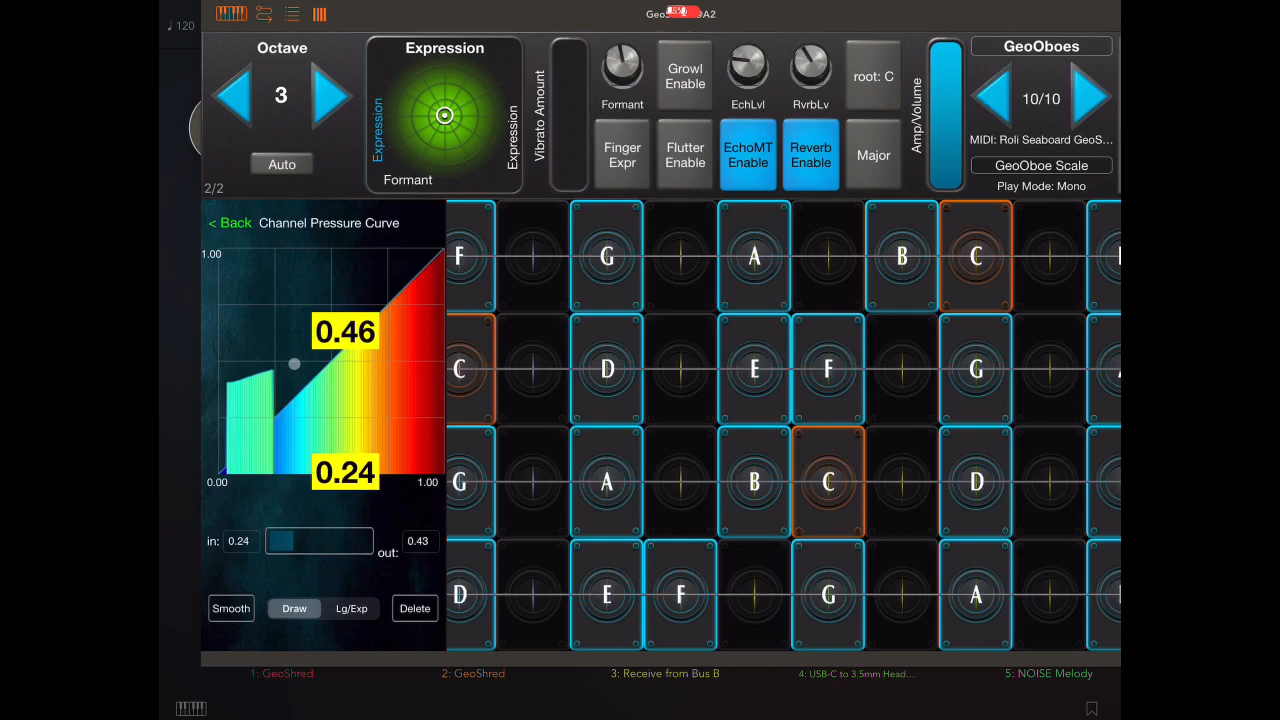 ♩ 120
Octave
3
Auto
2/2
Expression
Expression
Expression
Formant
Vibrato Amount
Formant
Growl
Enable
EchLvl
RvrbLv
root: C
Finger
Expr
Flutter
Enable
EchoMT
Enable
Reverb
Enable
Major
Amp/Volume
GeoOboes
10/10
MIDI: Roli Seaboard GeoS...
GeoOboe Scale
Play Mode: Mono
< Back Channel Pressure Curve
1.00
0.46
0.24
0.00 1.00
in: 0.24 out: 0.43
Smooth Draw Lg/Exp Delete
F G A B C
C D E F G
G A B C D
D E F G A
1: GeoShred 2: GeoShred 3: Receive from Bus B 4: USB-C to 3.5mm Head... 5: NOISE Melody